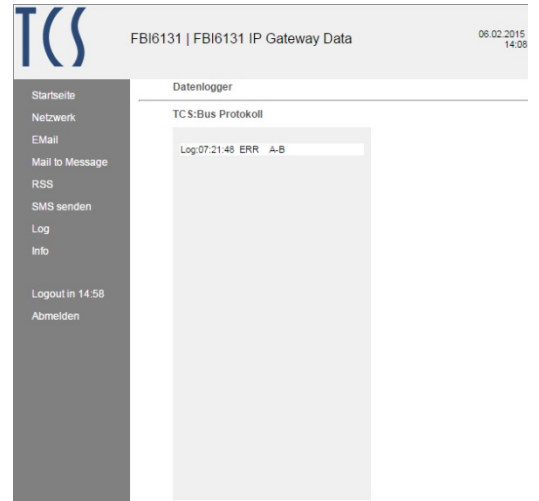 TCS
FBI6131 | FBI6131 IP Gateway Data
06.02.2015
14:08
Startseite
Netzwerk
EMail
Mail to Message
RSS
SMS senden
Log
Info
Logout in 14:58
Abmelden
Datenlogger
TCS:Bus Protokoll
Log:07:21:48 ERR A-B